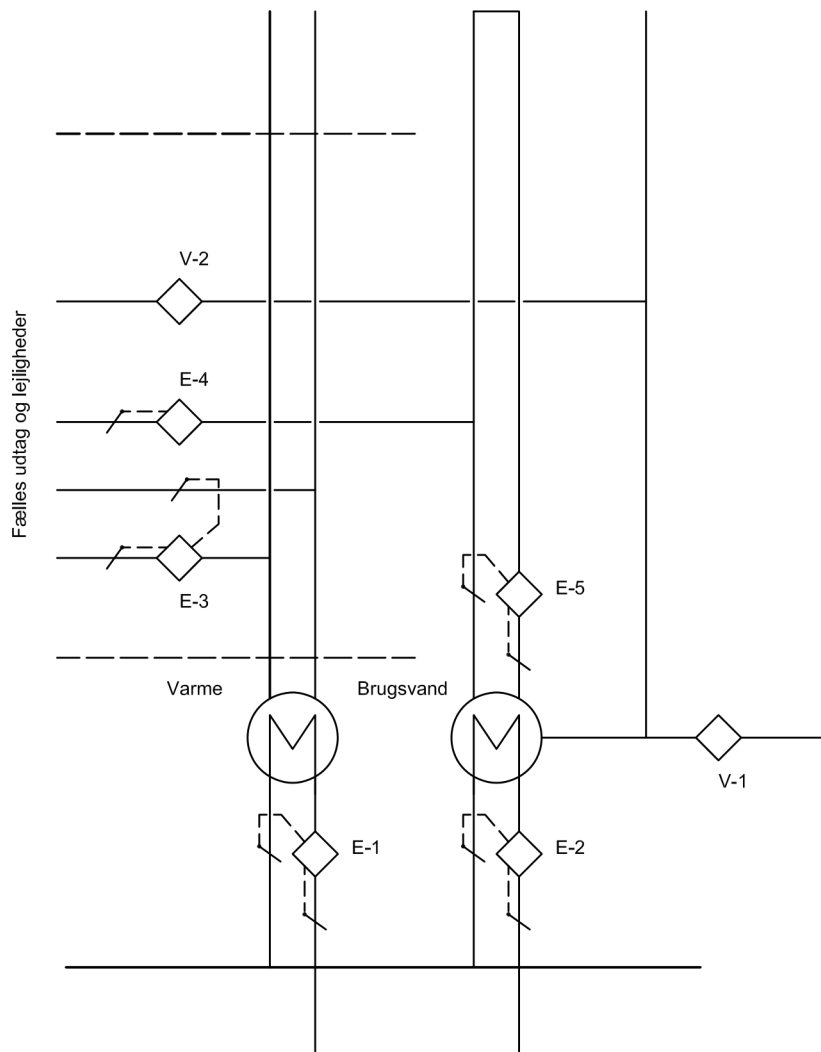 V-2
E-4
Fælles udtag og lejligheder
E-3
E-5
Varme
Brugsvand
V-1
E-1
E-2